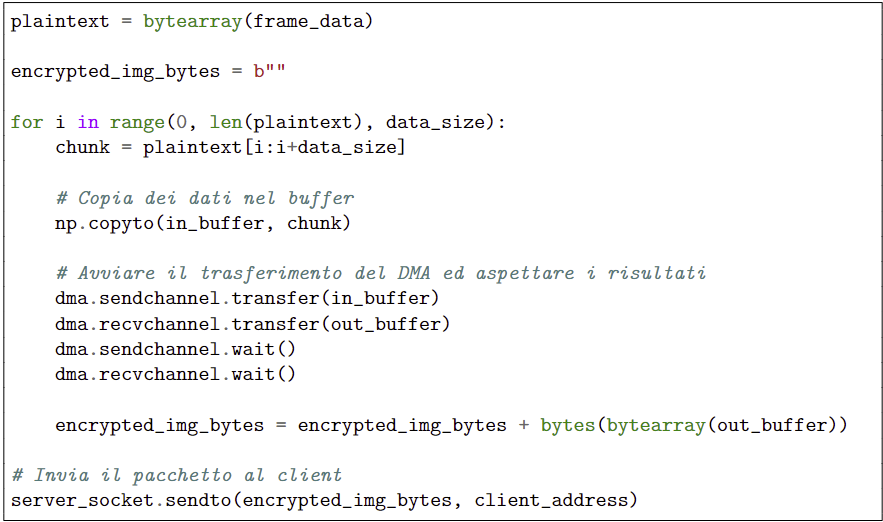 plaintext = bytearray(frame_data)
encrypted_img_bytes = b""
for i in range(0, len(plaintext), data_size):
    chunk = plaintext[i:i+data_size]
    # Copia dei dati nel buffer
    np.copyto(in_buffer, chunk)
    # Avviare il trasferimento del DMA ed aspettare i risultati
    dma.sendchannel.transfer(in_buffer)
    dma.recvchannel.transfer(out_buffer)
    dma.sendchannel.wait()
    dma.recvchannel.wait()
    encrypted_img_bytes = encrypted_img_bytes + bytes(bytearray(out_buffer))
# Invia il pacchetto al client
server_socket.sendto(encrypted_img_bytes, client_address)